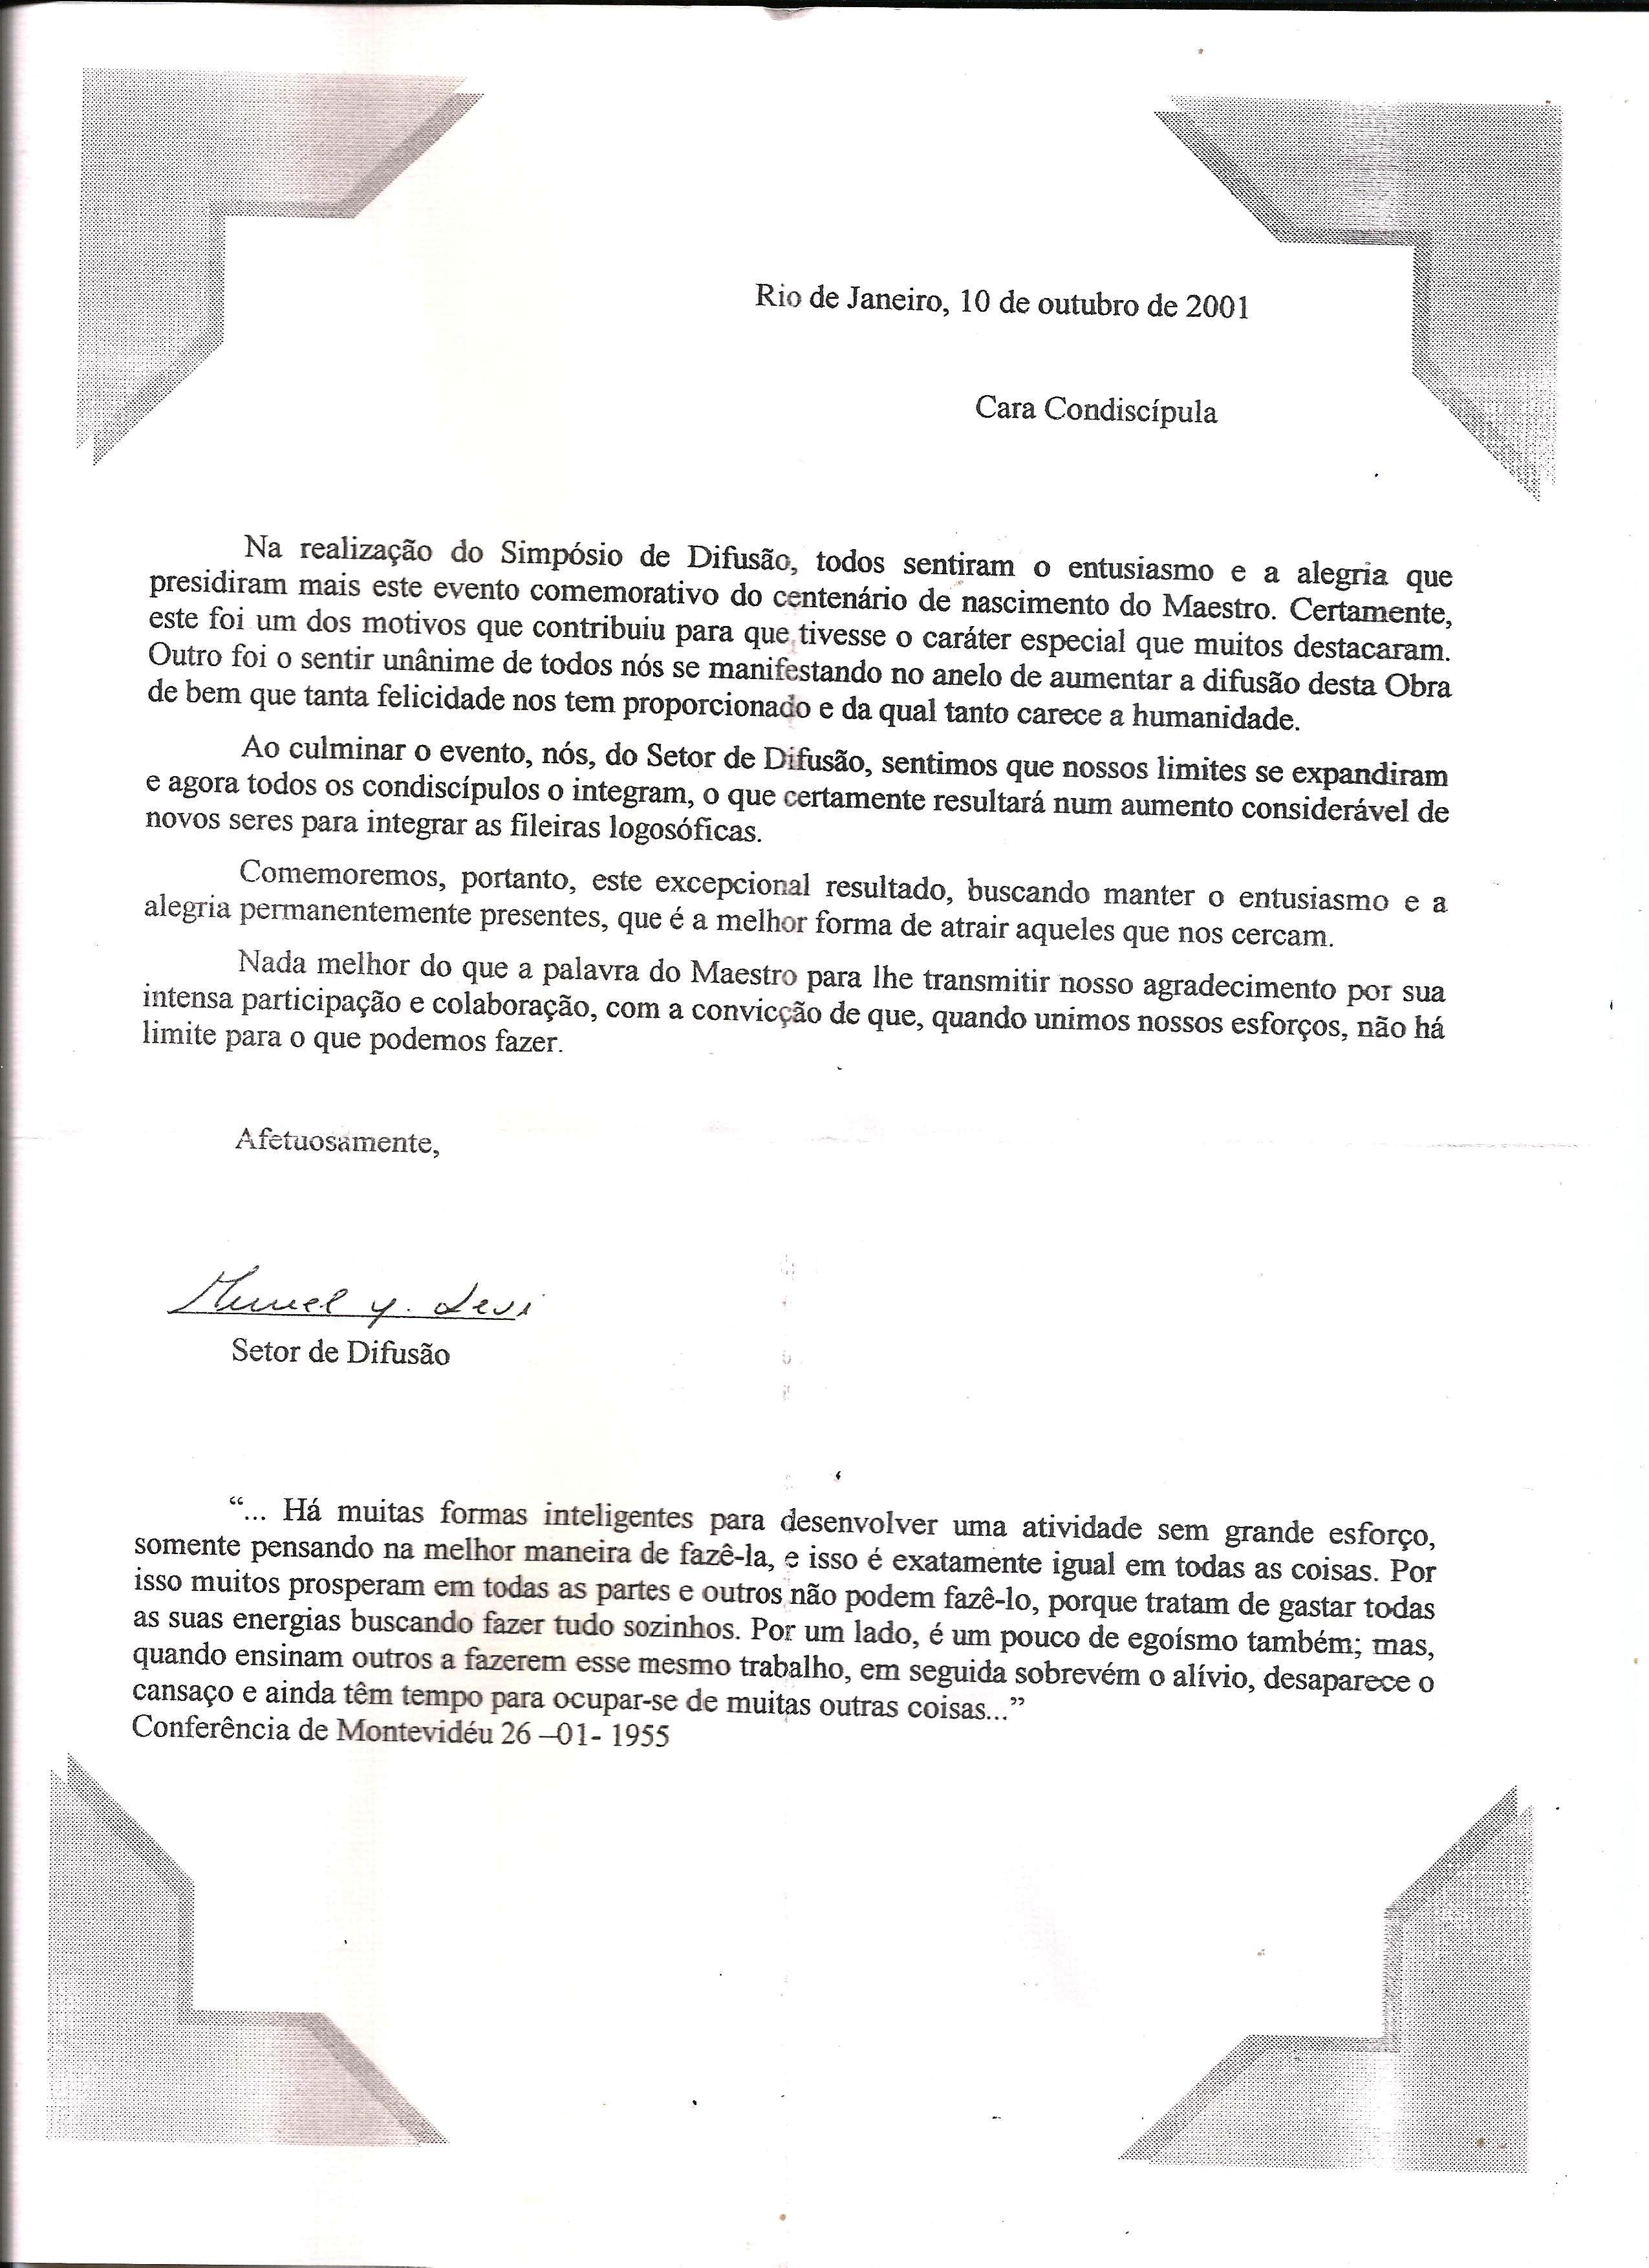 Rio de Janeiro, 10 de outubro de 2001
Cara Condiscípula
Na realização do Simpósio de Difusão, todos sentiram o entusiasmo e a alegria que
presidiram mais este evento comemorativo do centenário de nascimento do Maestro. Certamente,
este foi um dos motivos que contribuiu para que tivesse o caráter especial que muitos destacaram.
Outro foi o sentir unânime de todos nós se manifestando no anelo de aumentar a difusão desta Obra
de bem que tanta felicidade nos tem proporcionado e da qual tanto carece a humanidade.
Ao culminar o evento, nós, do Setor de Difusão, sentimos que nossos limites se expandiram
e agora todos os condiscípulos o integram, o que certamente resultará num aumento considerável de
novos seres para integrar as fileiras logosóficas.
Comemoremos, portanto, este excepcional resultado, buscando manter o entusiasmo e a
alegria permanentemente presentes, que é a melhor forma de atrair aqueles que nos cercam.
Nada melhor do que a palavra do Maestro para lhe transmitir nosso agradecimento por sua
intensa participação e colaboração, com a convicção de que, quando unimos nossos esforços, não há
limite para o que podemos fazer.
Afetuosamente,
Setor de Difusão
“... Há muitas formas inteligentes para desenvolver uma atividade sem grande esforço,
somente pensando na melhor maneira de fazê-la, e isso é exatamente igual em todas as coisas. Por
isso muitos prosperam em todas as partes e outros não podem fazê-lo, porque tratam de gastar todas
as suas energias buscando fazer tudo sozinhos. Por um lado, é um pouco de egoísmo também; mas,
quando ensinam outros a fazerem esse mesmo trabalho, em seguida sobrevém o alívio, desaparece o
cansaço e ainda têm tempo para ocupar-se de muitas outras coisas...”
Conferência de Montevidéu 26 –01- 1955